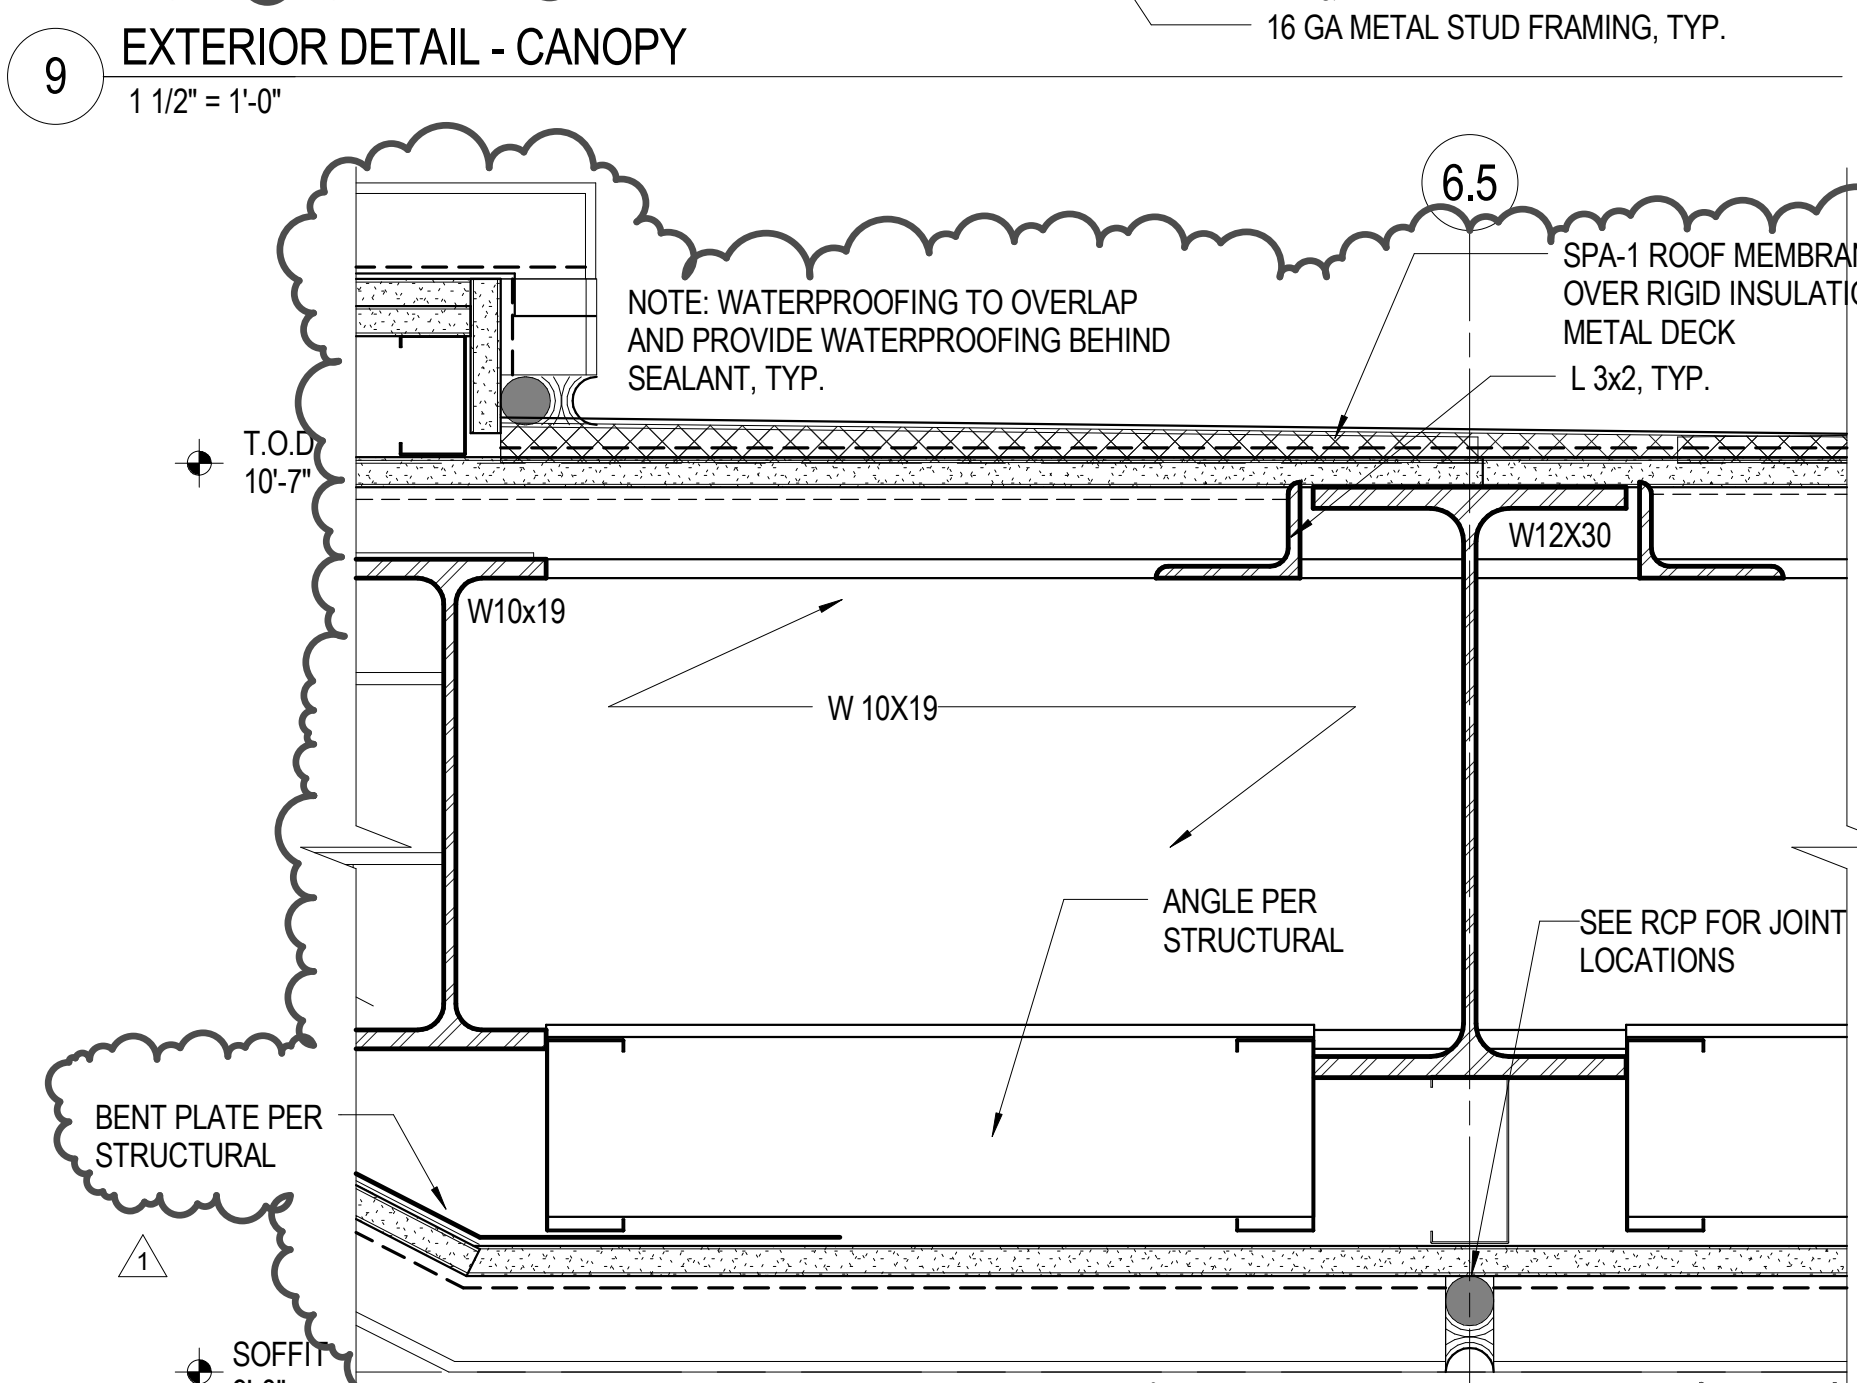 16 GA METAL STUD FRAMING, TYP.
9
EXTERIOR DETAIL - CANOPY
1 1/2" = 1'-0"
6.5
SPA-1 ROOF
OVER RIGID
METAL DECK
NOTE: WATERPROOFING TO OVERLAP
AND PROVIDE WATERPROOFING BEHIND
SEALANT, TYP.
L 3x2, TYP.
T.O.D
10'-7"
W12X30
W10x19
W 10X19
ANGLE PER
STRUCTURAL
SEE RCP FOR JOINT
LOCATIONS
BENT PLATE PER
STRUCTURAL
1
SOFFIT